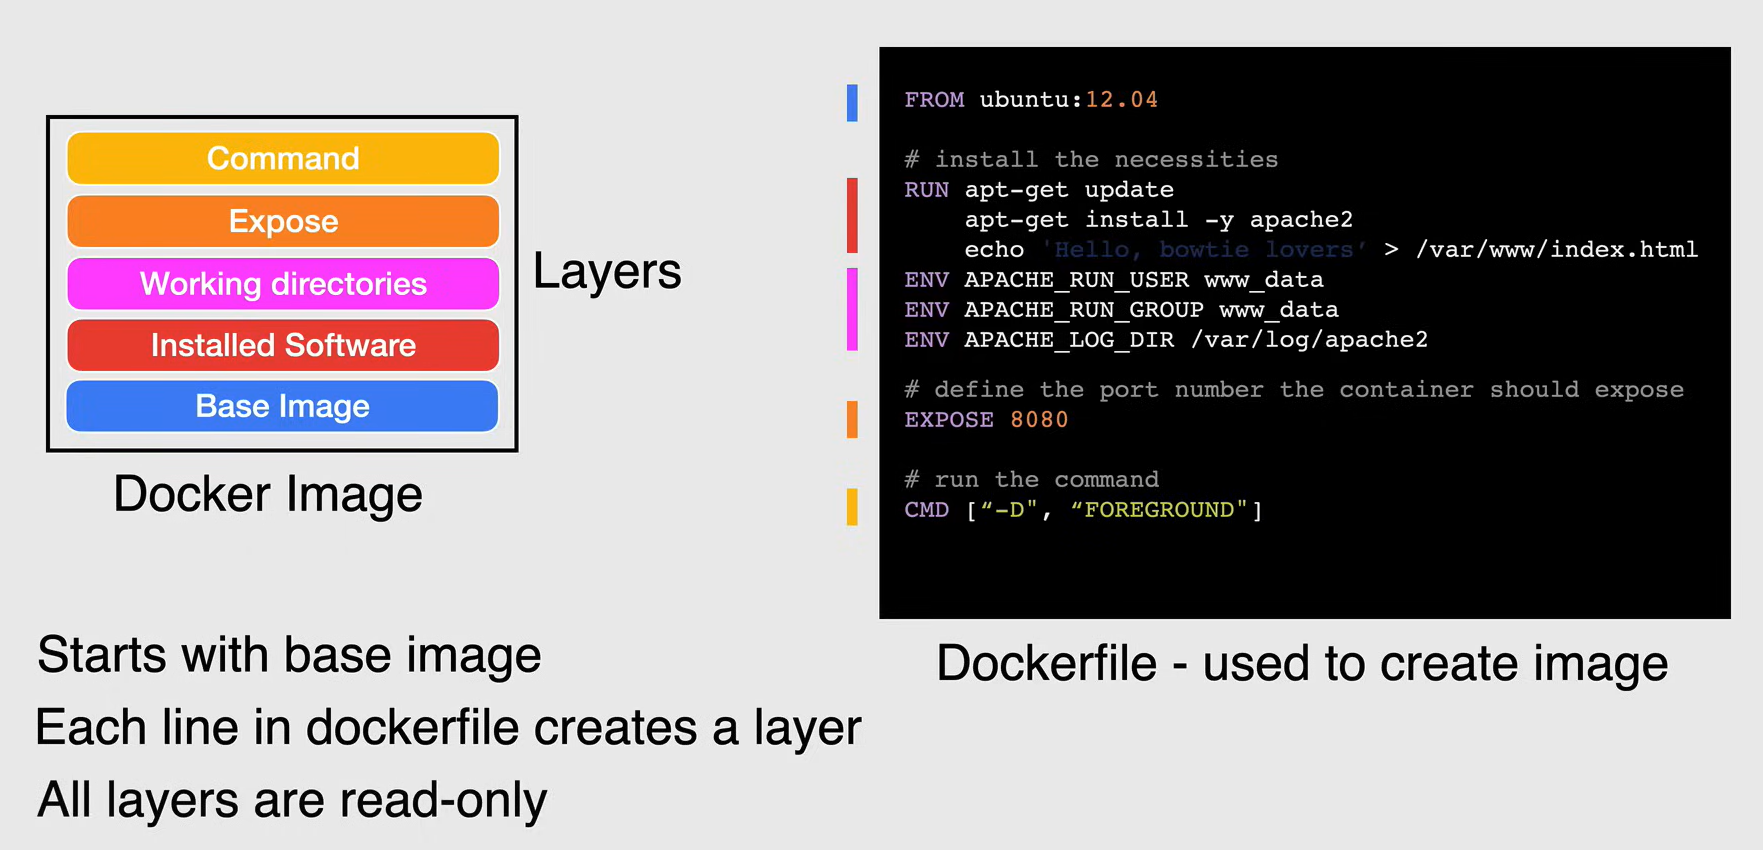 Command
Expose
Working directories
Installed Software
Base Image
Layers
Docker Image
Starts with base image
Each line in dockerfile creates a layer
All layers are read-only
FROM ubuntu:12.04
# install the necessities
RUN apt-get update
apt-get install -y apache2
echo 'Hello, bowtie lovers’ > /var/www/index.html
ENV APACHE_RUN_USER www_data
ENV APACHE_RUN_GROUP www_data
ENV APACHE_LOG_DIR /var/log/apache2
# define the port number the container should expose
EXPOSE 8080
# run the command
CMD [“-D", “FOREGROUND"]
Dockerfile - used to create image